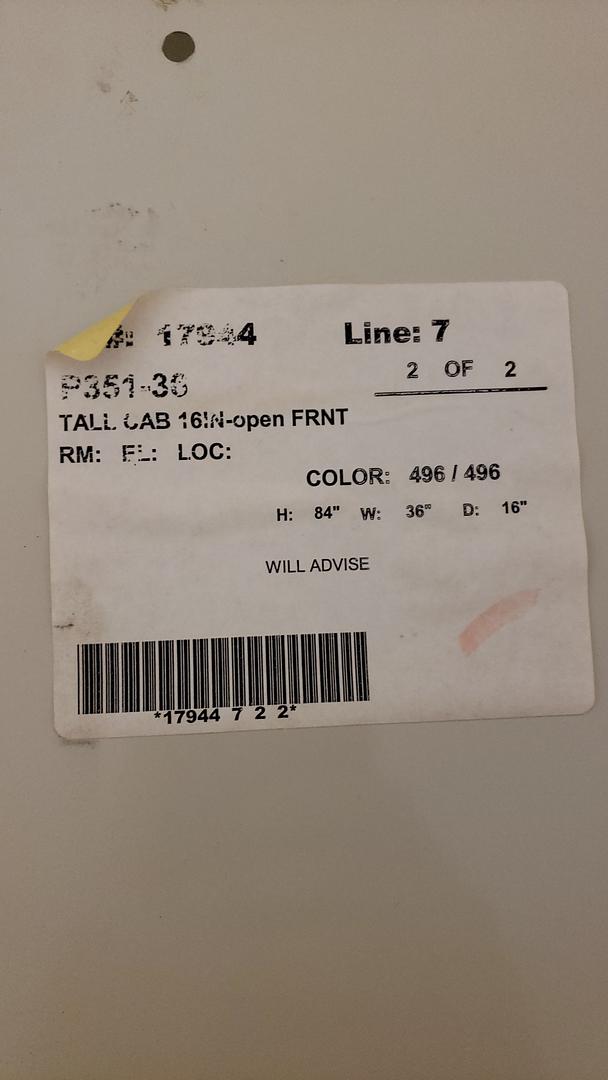 #: 17944 Line: 7
2 OF 2
P351-36
TALL CAB 16IN-open FRNT
RM: FL: LOC:
COLOR: 496 / 496
H: 84" W: 36" D: 16"
WILL ADVISE
*17944 7 2 2*